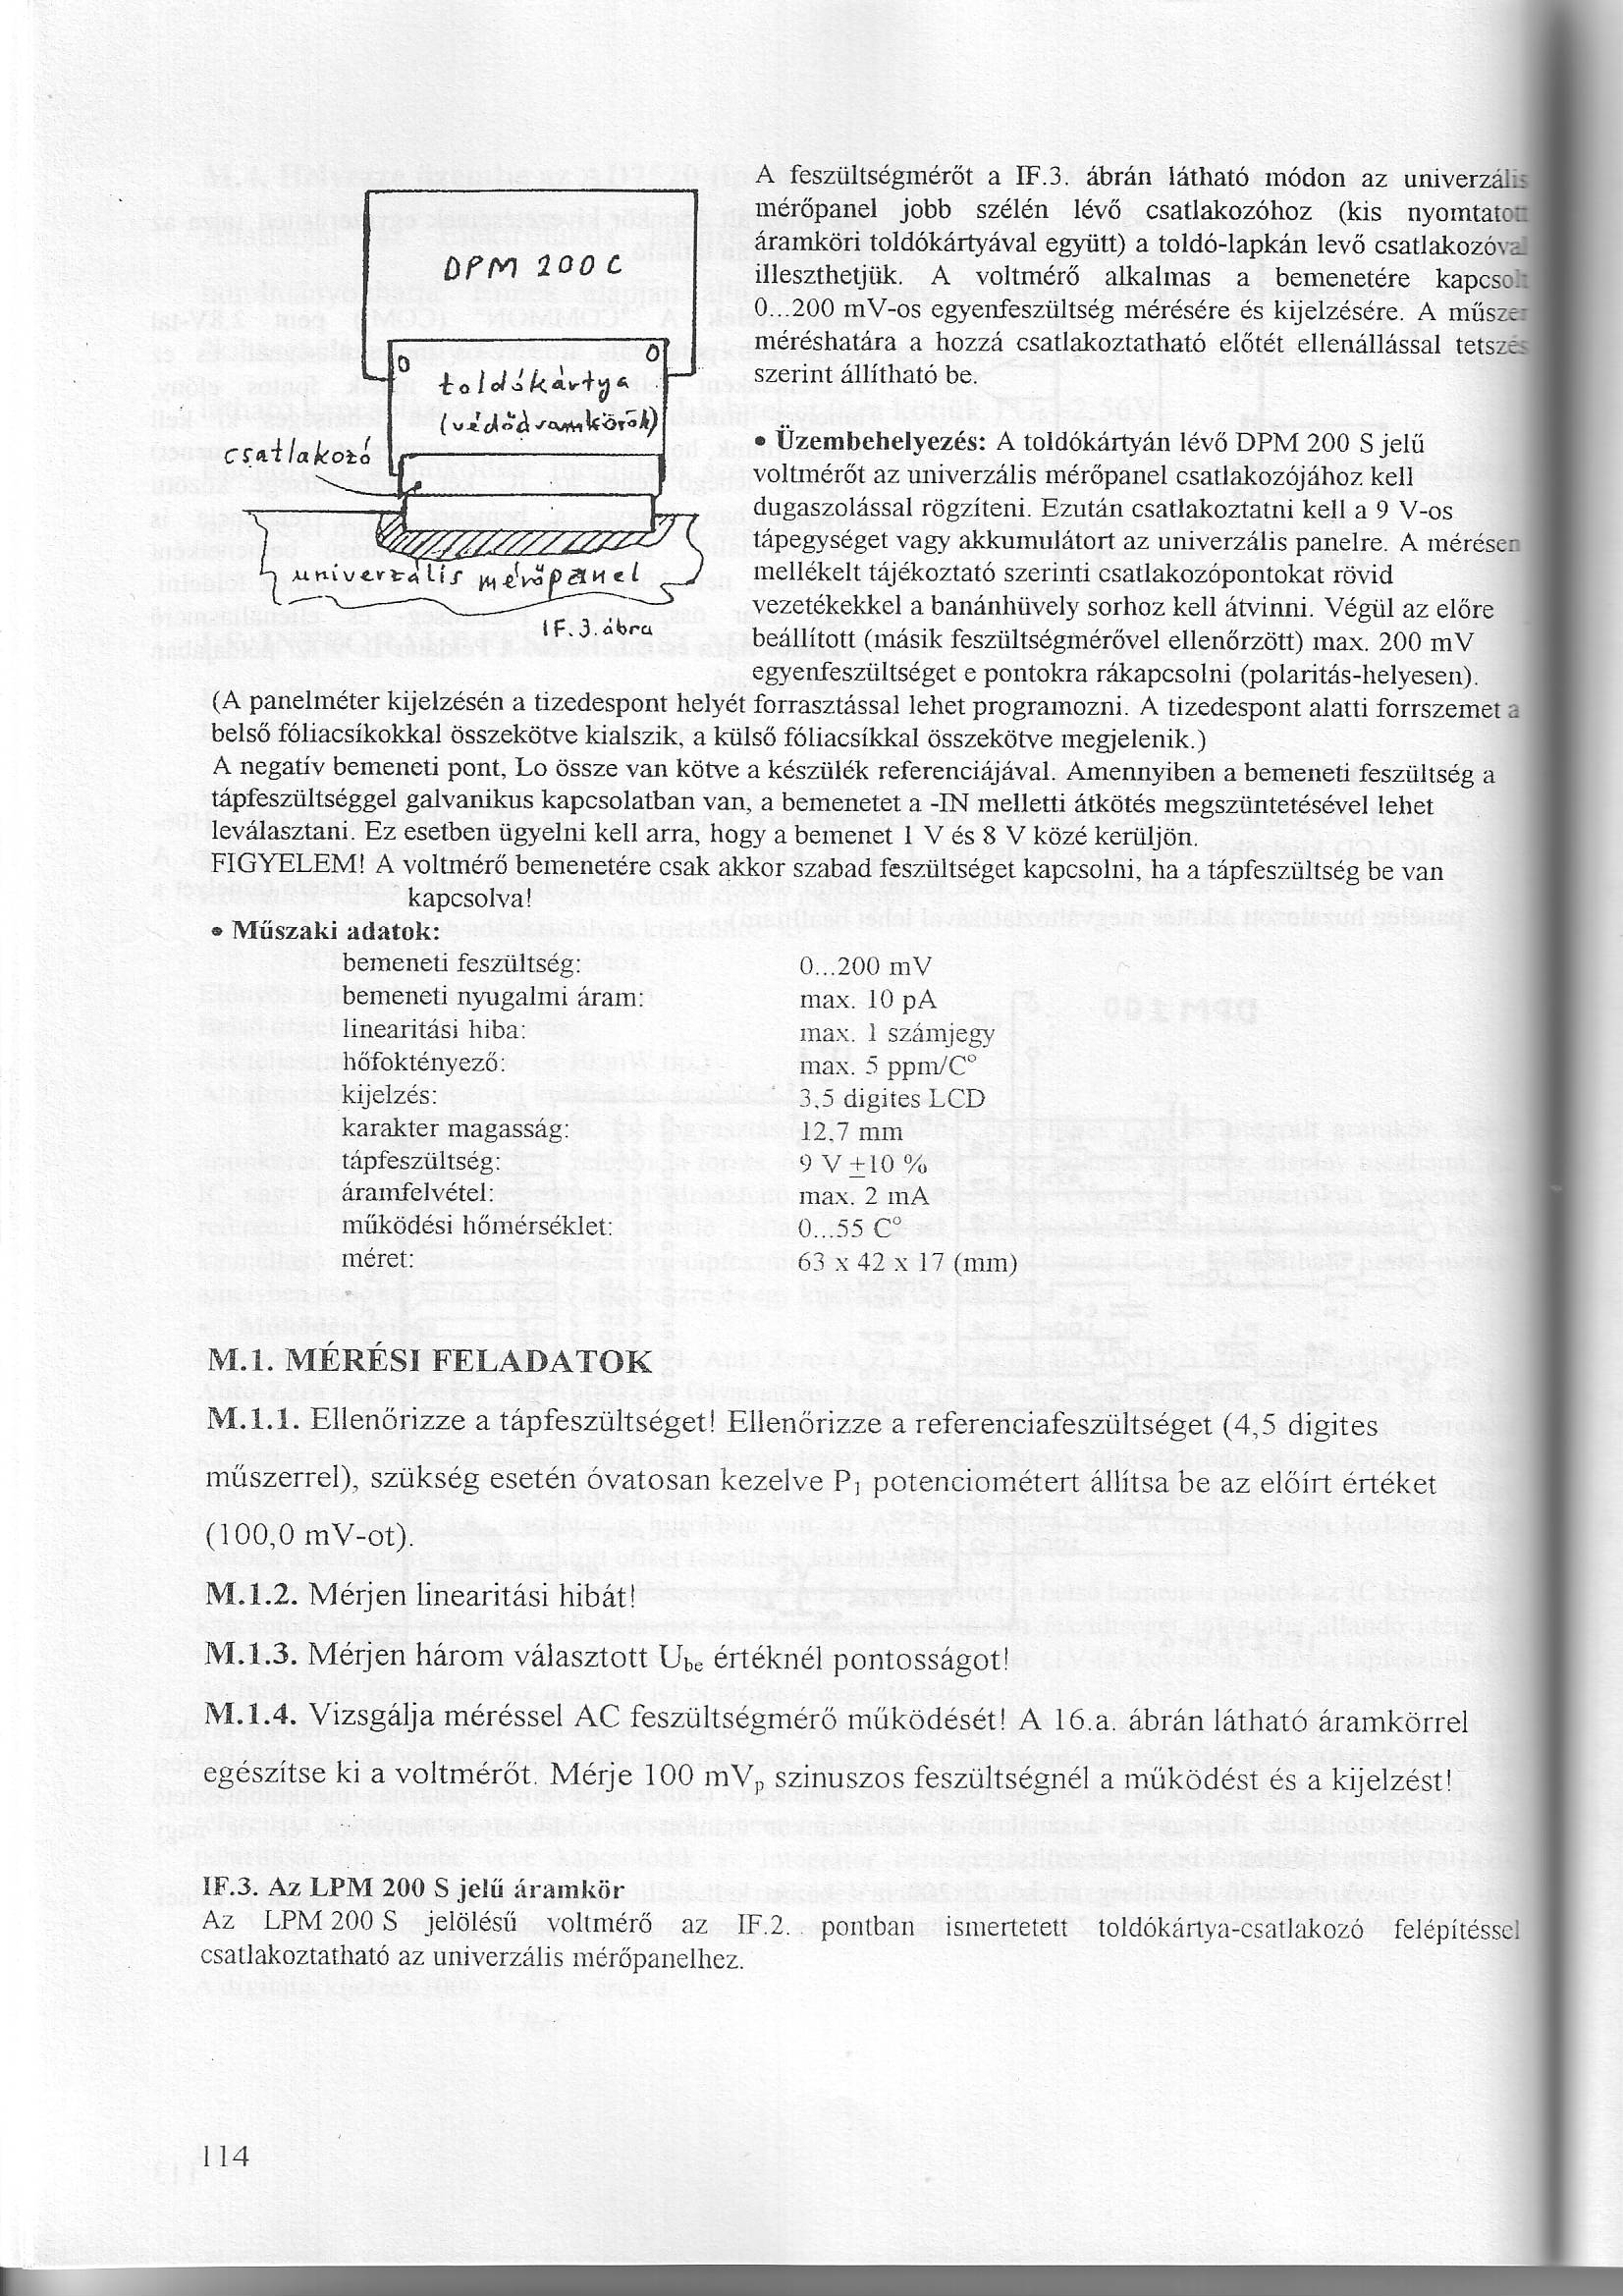 DPM 200 C
toldókártya
(védőáramkörök)
csatlakozó
univerzális mérőpanel
IF.3. ábra
A feszültségmérőt a IF.3. ábrán látható módon az univerzális
mérőpanel jobb szélén lévő csatlakozóhoz (kis nyomtatott
áramköri toldókártyával együtt) a toldó-lapkán levő csatlakozóval
illeszthetjük. A voltmérő alkalmas a bemenetére kapcsolt
0...200 mV-os egyenfeszültség mérésére és kijelzésére. A műszer
méréshatára a hozzá csatlakoztatható előtét ellenállással tetszés
szerint állítható be.
• Üzembehelyezés: A toldókártyán lévő DPM 200 S jelű
voltmérőt az univerzális mérőpanel csatlakozójához kell
dugaszolással rögzíteni. Ezután csatlakoztatni kell a 9 V-os
tápegységet vagy akkumulátort az univerzális panelre. A mérésen
mellékelt tájékoztató szerinti csatlakozópontokat rövid
vezetékekkel a banánhüvely sorhoz kell átvinni. Végül az előre
beállított (másik feszültségmérővel ellenőrzött) max. 200 mV
egyenfeszültséget e pontokra rákapcsolni (polaritás-helyesen).
(A panelméter kijelzésén a tizedespont helyét forrasztással lehet programozni. A tizedespont alatti forrszemet a
belső fóliacsíkokkal összekötve kialszik, a külső fóliacsíkkal összekötve megjelenik.)
A negatív bemeneti pont, Lo össze van kötve a készülék referenciájával. Amennyiben a bemeneti feszültség a
tápfeszültséggel galvanikus kapcsolatban van, a bemenetet a -IN melletti átkötés megszüntetésével lehet
leválasztani. Ez esetben ügyelni kell arra, hogy a bemenet 1 V és 8 V közé kerüljön.
FIGYELEM! A voltmérő bemenetére csak akkor szabad feszültséget kapcsolni, ha a tápfeszültség be van
kapcsolva!
• Műszaki adatok:
bemeneti feszültség: 0...200 mV
bemeneti nyugalmi áram: max. 10 pA
linearitási hiba: max. 1 számjegy
hőfoktényező: max. 5 ppm/C°
kijelzés: 3,5 digites LCD
karakter magasság: 12,7 mm
tápfeszültség: 9 V ±10 %
áramfelvétel: max. 2 mA
működési hőmérséklet: 0...55 C°
méret: 63 x 42 x 17 (mm)
M.1. MÉRÉSI FELADATOK
M.1.1. Ellenőrizze a tápfeszültséget! Ellenőrizze a referenciafeszültséget (4,5 digites
műszerrel), szükség esetén óvatosan kezelve P₁ potenciométert állítsa be az előírt értéket
(100,0 mV-ot).
M.1.2. Mérjen linearitási hibát!
M.1.3. Mérjen három választott Ube értéknél pontosságot!
M.1.4. Vizsgálja méréssel AC feszültségmérő működését! A 16.a. ábrán látható áramkörrel
egészítse ki a voltmérőt. Mérje 100 mVp szinuszos feszültségnél a működést és a kijelzést!
IF.3. Az LPM 200 S jelű áramkör
Az LPM 200 S jelölésű voltmérő az IF.2. pontban ismertetett toldókártya-csatlakozó felépítéssel
csatlakoztatható az univerzális mérőpanelhez.
114